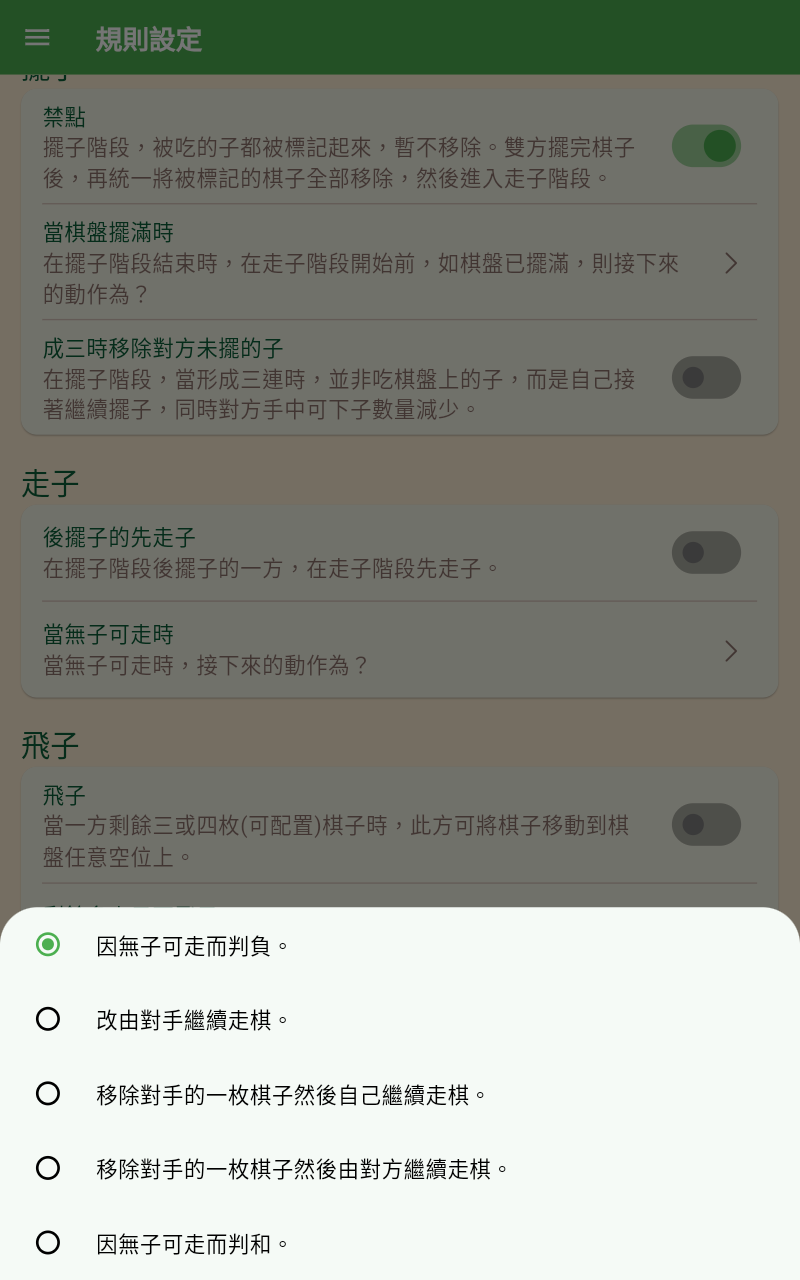 規則設定
禁點
擺子階段，被吃的子都被標記起來，暫不移除。雙方擺完棋子
後，再統一將被標記的棋子全部移除，然後進入走子階段。
當棋盤擺滿時
在擺子階段結束時，在走子階段開始前，如棋盤已擺滿，則接下來
的動作為？
成三時移除對方未擺的子
在擺子階段，當形成三連時，並非吃棋盤上的子，而是自己接
著繼續擺子，同時對方手中可下子數量減少。
走子
後擺子的先走子
在擺子階段後擺子的一方，在走子階段先走子。
當無子可走時
當無子可走時，接下來的動作為？
飛子
飛子
當一方剩餘三或四枚(可配置)棋子時，此方可將棋子移動到棋
盤任意空位上。
因無子可走而判負。
改由對手繼續走棋。
移除對手的一枚棋子然後自己繼續走棋。
移除對手的一枚棋子然後由對方繼續走棋。
因無子可走而判和。